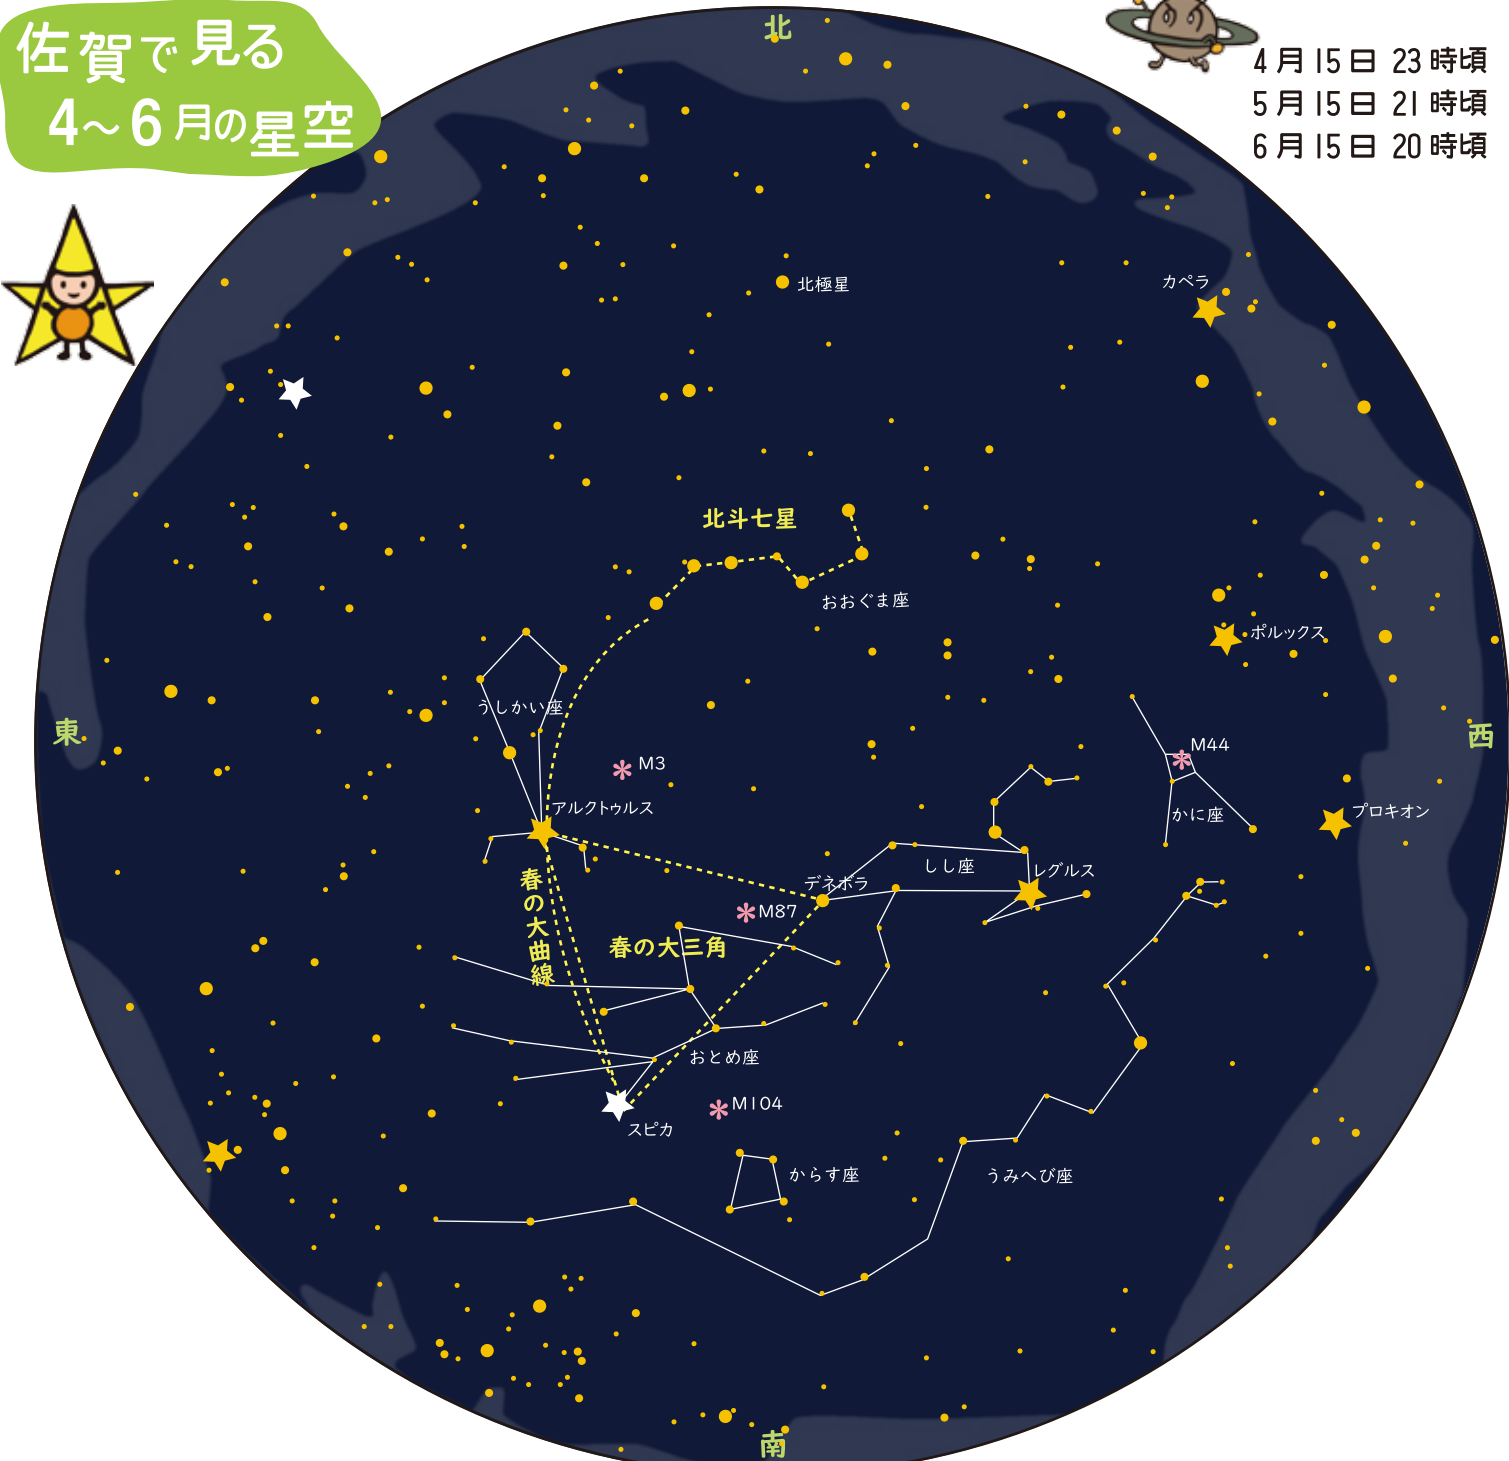 佐賀で見る
4～6月の星空
4月15日 23時頃
5月15日 21時頃
6月15日 20時頃
北
北極星
カペラ
北斗七星
おおぐま座
ポルックス
うしかい座
東
西
M3
M44
アルクトゥルス
かに座
プロキオン
しし座
レグルス
デネボラ
春の大曲線
M87
春の大三角
おとめ座
M104
スピカ
からす座
うみへび座
南